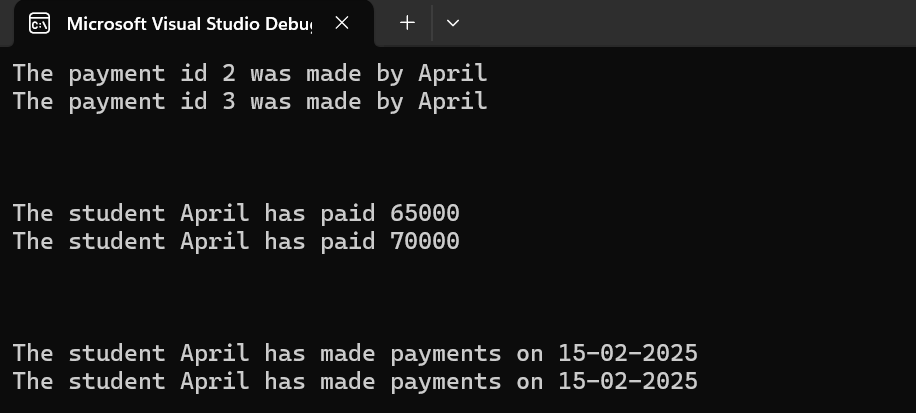 Microsoft Visual Studio Debu
The payment id 2 was made by April
The payment id 3 was made by April
The student April has paid 65000
The student April has paid 70000
The student April has made payments on 15-02-2025
The student April has made payments on 15-02-2025